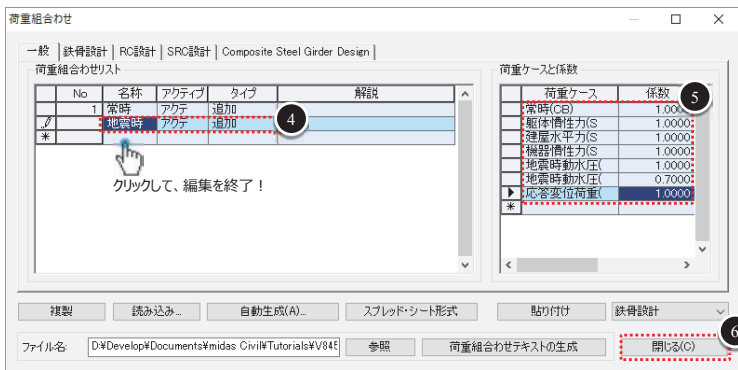 荷重組合わせ
一般 鉄骨設計 RC設計 SRC設計 Composite Steel Girder Design
荷重組合わせリスト
No 名称 アクティブ タイプ 解説
1 常時 アクテ 追加
地震時 アクテ 追加
*
4
クリックして、編集を終了！
荷重ケースと係数
荷重ケース 係数
5
常時(CB) 1.0000
躯体慣性力(S 1.0000
建屋水平力(S 1.0000
機器慣性力(S 1.0000
地震時動水圧( 1.0000
地震時動水圧( 0.7000
応答変位荷重( 1.0000
*
複製 読み込み... 自動生成(A)... スプレッド・シート形式 貼り付け 鉄骨設計
6
ファイル名: D:¥Develop¥Documents¥midas Civil¥Tutorials¥V845 参照 荷重組合わせテキストの生成 閉じる(C)